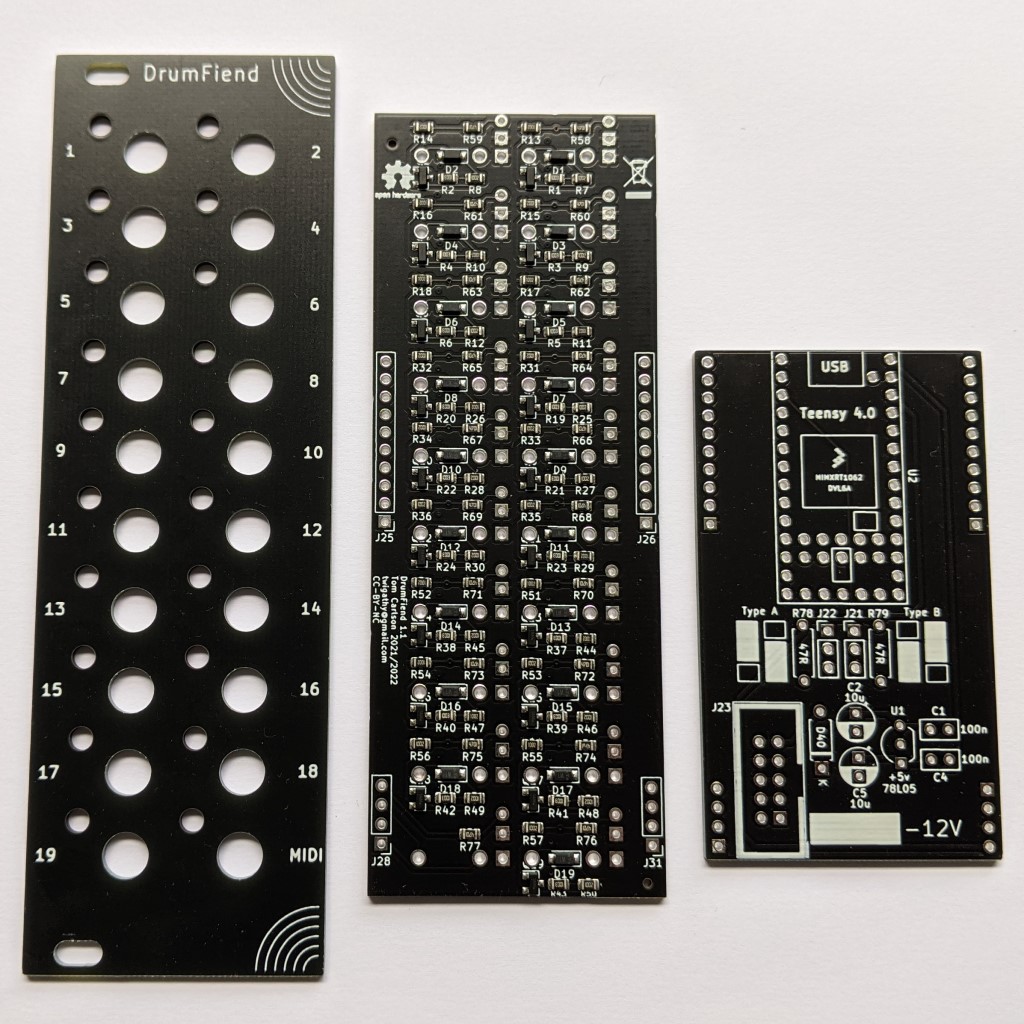 DrumFiend
1 2
3 4
5 6
7 8
9 10
11 12
13 14
15 16
17 18
19 MIDI
R14 R59 R13 R58
D2 D1
R2 R8 R1 R7
open hardware
R16 R61 R15 R60
D4 D3
R4 R10 R3 R9
R18 R63 R17 R62
D6 D5
R6 R12 R5 R11
R32 R65 R31 R64
D8 D7
R20 R26 R19 R25
R34 R67 R33 R66
D10 D9
R22 R28 R21 R27
R36 R69 R35 R68
J25 J26
D12 D11
R24 R30 R23 R29
R52 R71 R51 R70
DrumFiend 1.1
Tom Carlson 2021/2022
twigathy@gmail.com
CC-BY-NC
D14 D13
R38 R45 R37 R44
R54 R73 R53 R72
D16 D15
R40 R47 R39 R46
R56 R75 R55 R74
D18 D17
R42 R49 R41 R48
R77 R57 R76
J28 J31
D19
R43 R50
USB
Teensy 4.0
MIMXRT1062
DVL6A
U2
Type A R78 J22 J21 R79 Type B
47R 47R
J23
C2
10u
U1
C1
100n
D40
K
C5
10u
+5v
78L05
C4
100n
-12V